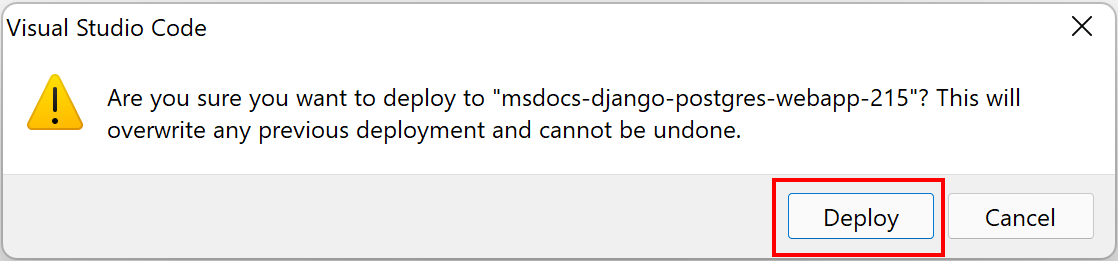 Visual Studio Code
Are you sure you want to deploy to "msdocs-django-postgres-webapp-215"? This will
overwrite any previous deployment and cannot be undone.
Deploy
Cancel